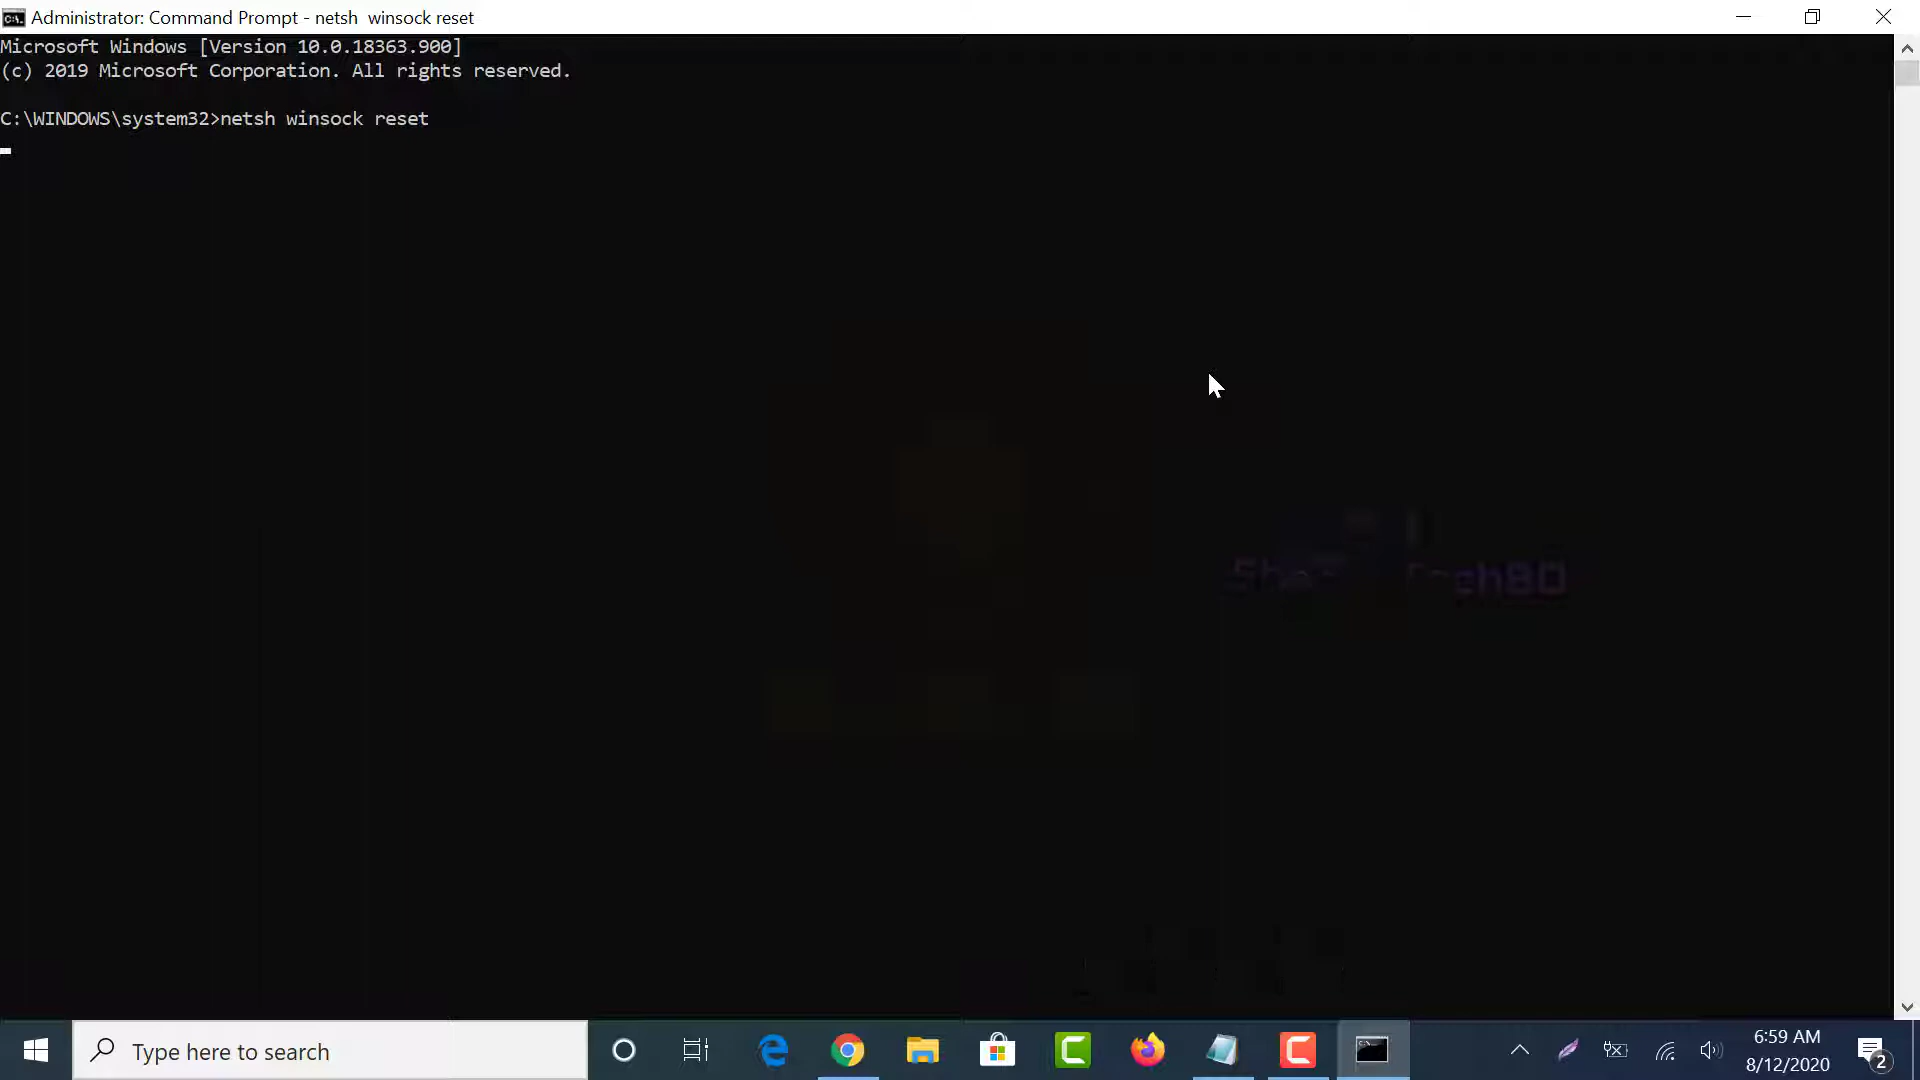 Administrator: Command Prompt - netsh  winsock reset
Microsoft Windows [Version 10.0.18363.900]
(c) 2019 Microsoft Corporation. All rights reserved.
C:\WINDOWS\system32>netsh winsock reset
Type here to search
6:59 AM
8/12/2020
2